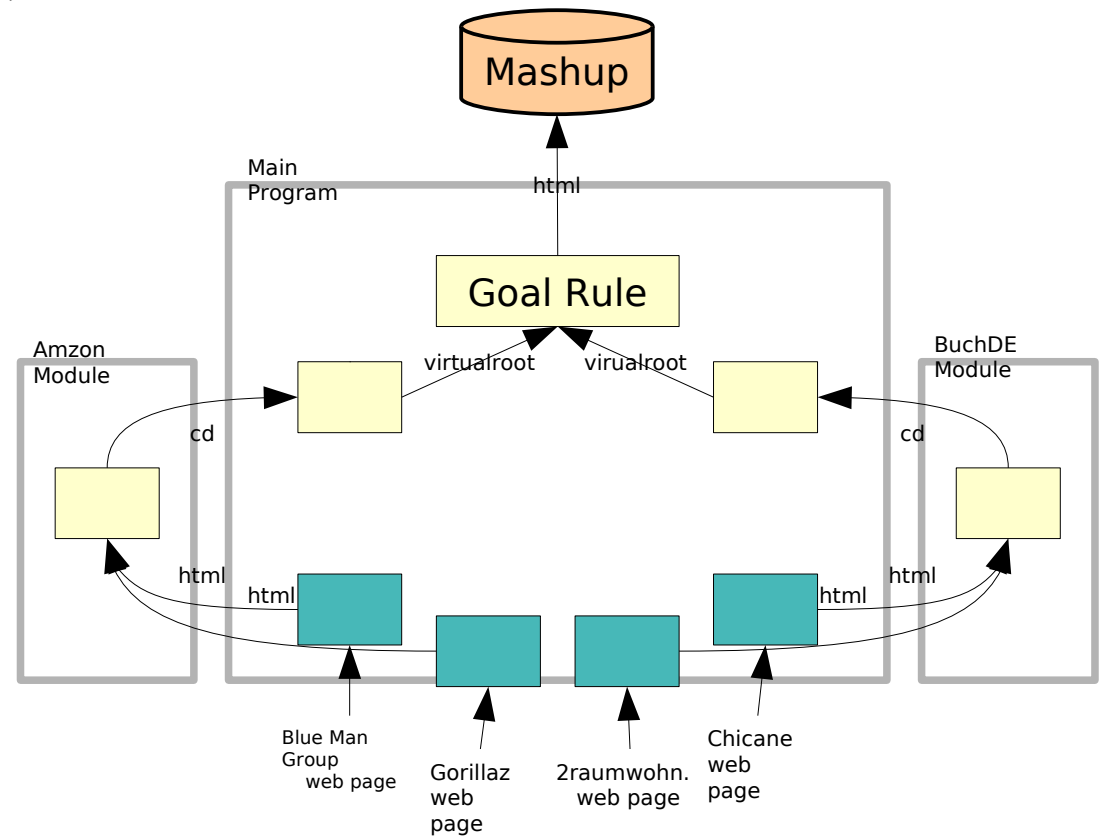 Mashup
Main
Program
html
Goal Rule
Amzon
Module
BuchDE
Module
virtualroot
virualroot
cd
cd
html
html
html
html
Blue Man
Group
web page
Gorillaz
web
page
2raumwohn.
web page
Chicane
web
page